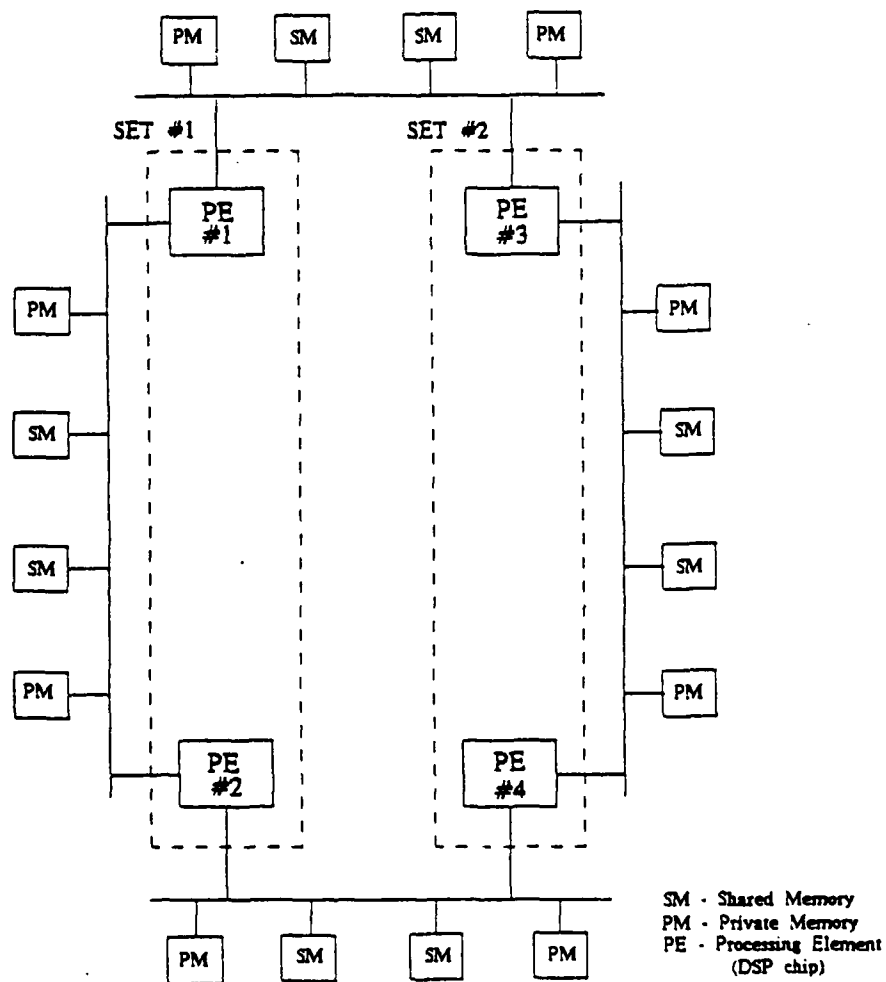 PM SM SM PM
SET #1 SET #2
PE
#1
PE
#3
PM PM
SM SM
SM SM
PM PM
PE
#2
PE
#4
PM SM SM PM
SM - Shared Memory
PM - Private Memory
PE - Processing Element
(DSP chip)